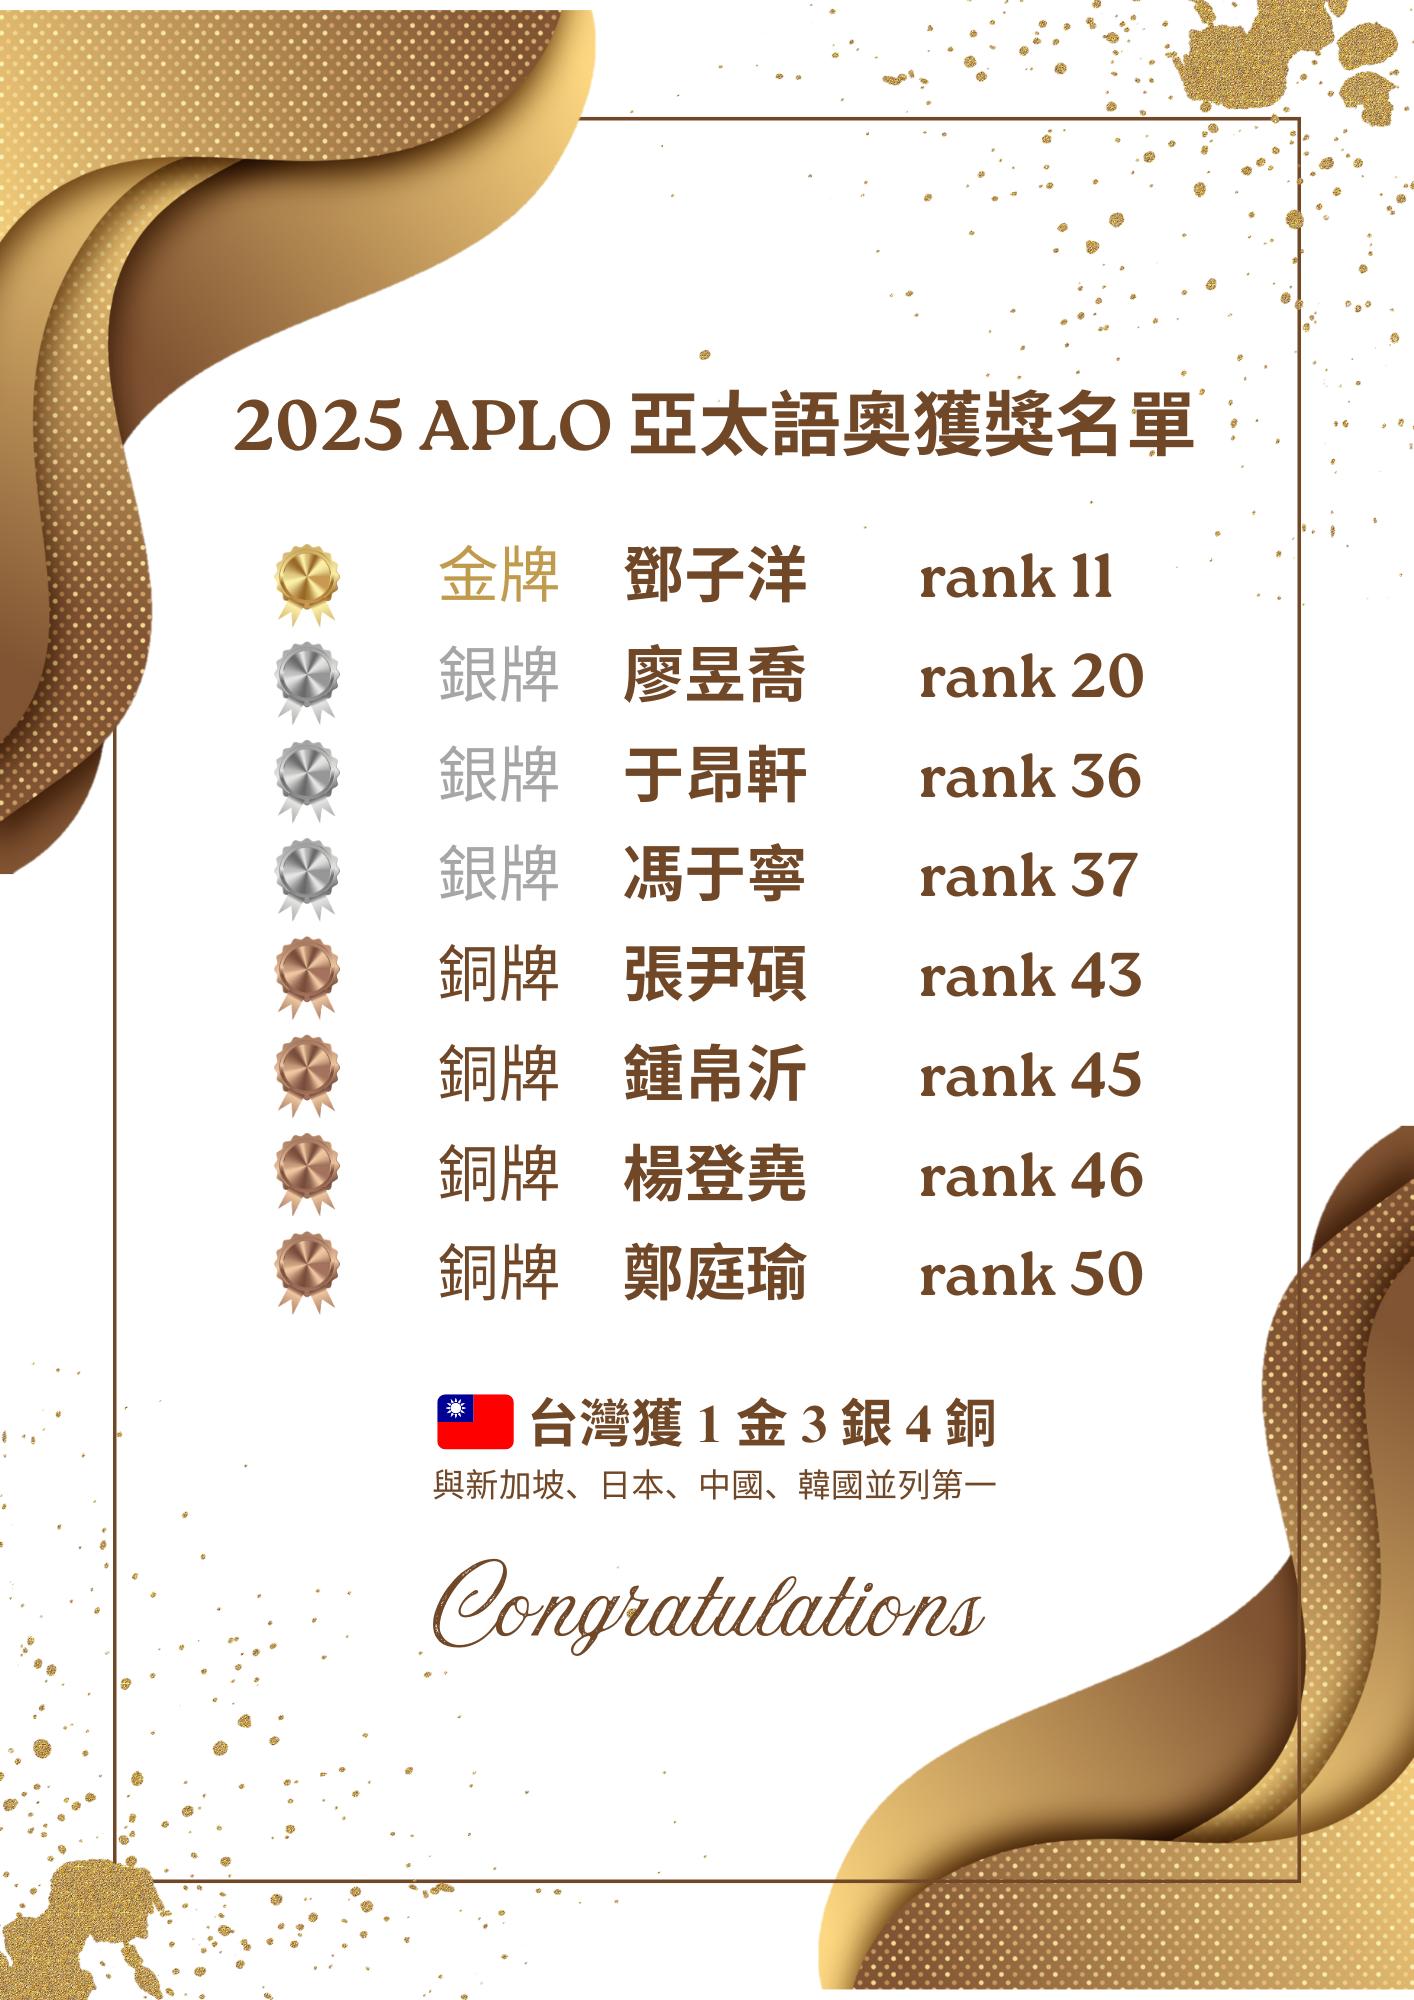 2025 APLO 亞太語奧獲獎名單
金牌 鄧子洋 rank 11
銀牌 廖昱喬 rank 20
銀牌 于昂軒 rank 36
銀牌 馮于寧 rank 37
銅牌 張尹碩 rank 43
銅牌 鍾帛沂 rank 45
銅牌 楊登堯 rank 46
銅牌 鄭庭瑜 rank 50
台灣獲 1 金 3 銀 4 銅
與新加坡、日本、中國、韓國並列第一
Congratulations